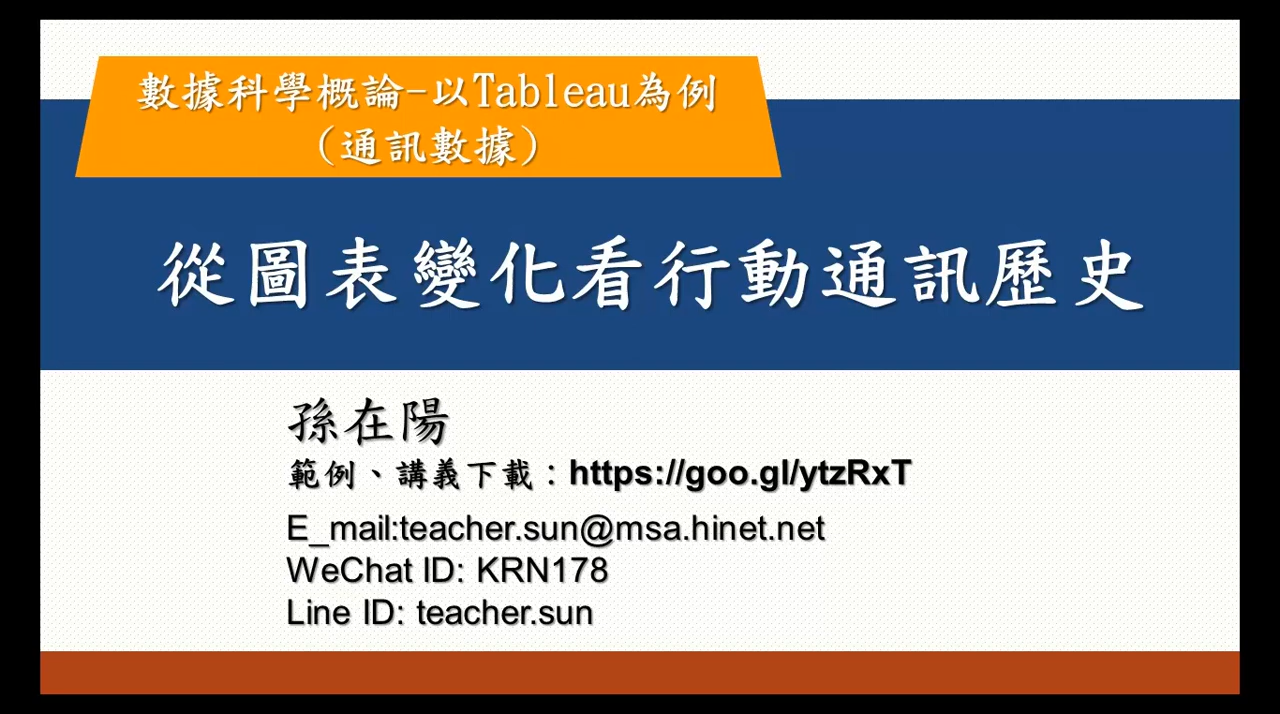 數據科學概論-以Tableau為例
(通訊數據)
從圖表變化看行動通訊歷史
孫在陽
範例、講義下載：https://goo.gl/ytzRxT
E_mail:teacher.sun@msa.hinet.net
WeChat ID: KRN178
Line ID: teacher.sun